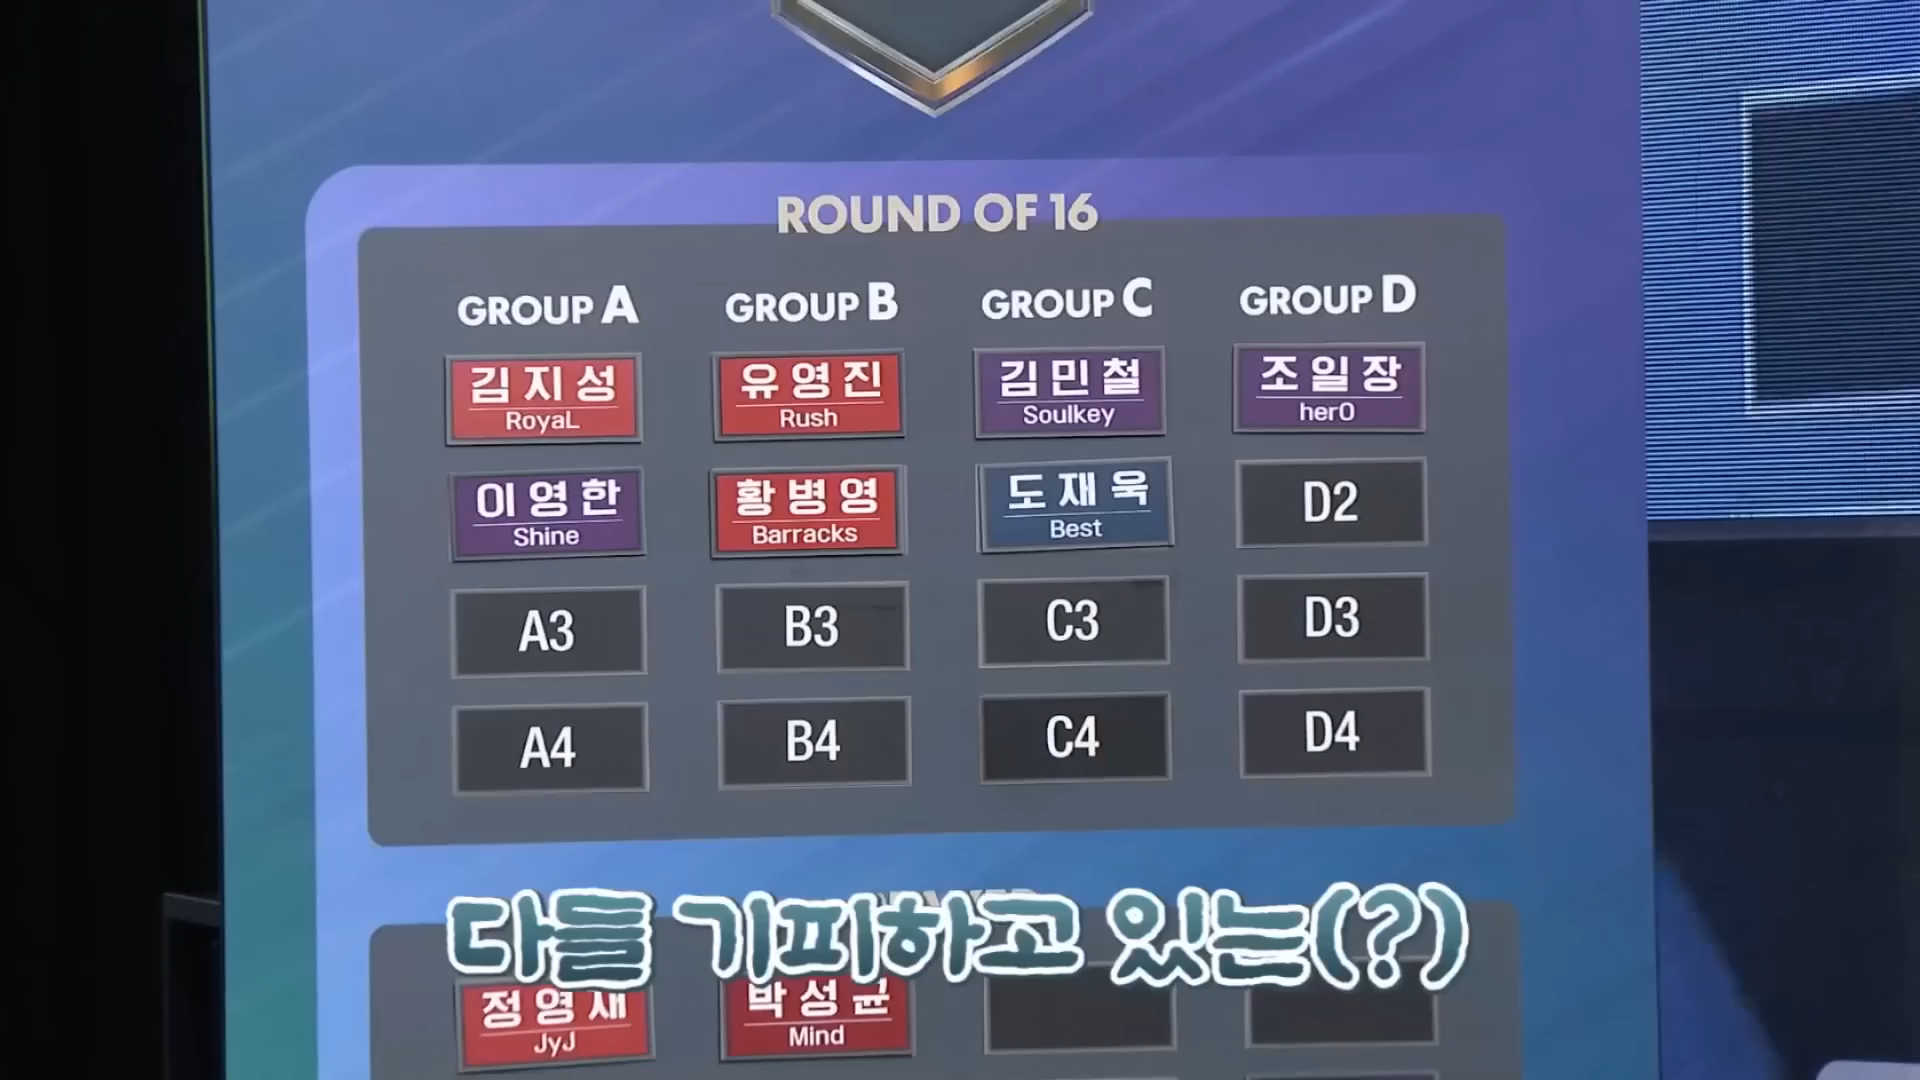 ROUND OF 16
GROUP A GROUP B GROUP C GROUP D
김지성 유영진 김민철 조일장
RoyaL Rush Soulkey herO
이영한 황병영 도재욱 D2
Shine Barracks Best
A3 B3 C3 D3
A4 B4 C4 D4
다들 기피하고 있는(?)
정영재 박성균
JyJ Mind